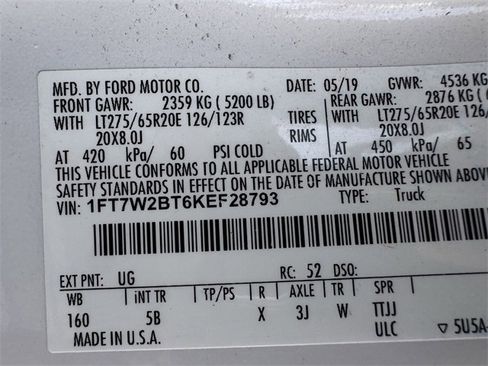 MFD. BY FORD MOTOR CO.
DATE: 05/19 GVWR: 4536 KG
FRONT GAWR: 2359 KG ( 5200 LB)
REAR GAWR: 2876 KG (
WITH LT275/65R20E 126/123R TIRES WITH LT275/65R20E 126/
20X8.0J RIMS 20X8.0J
AT 420 kPa/ 60 PSI COLD AT 450 kPa/ 65
THIS VEHICLE CONFORMS TO ALL APPLICABLE FEDERAL MOTOR VEHICLE
SAFETY STANDARDS IN EFFECT ON THE DATE OF MANUFACTURE SHOWN
VIN: 1FT7W2BT6KEF28793
TYPE: Truck
EXT PNT: UG RC: 52 DSO:
WB INT TR TP/PS R AXLE TR SPR
160 5B X 3J W TTJJ
MADE IN U.S.A. ULC ▽ 5U5A-